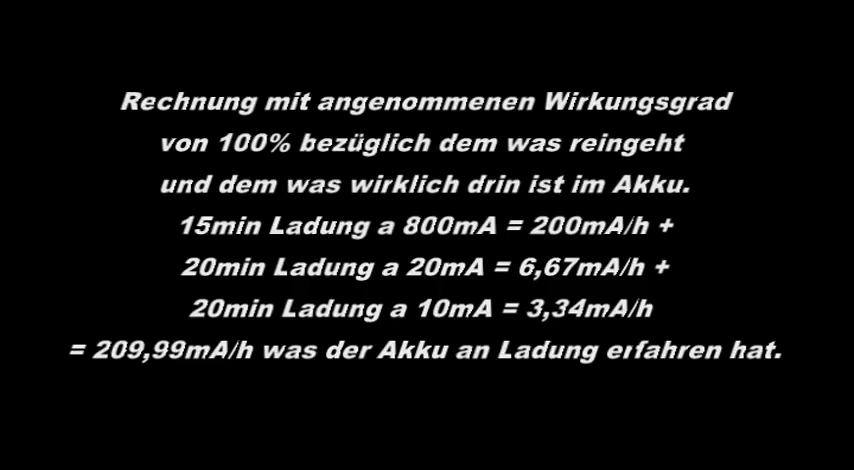 Rechnung mit angenommenen Wirkungsgrad
von 100% bezüglich dem was reingeht
und dem was wirklich drin ist im Akku.
15min Ladung a 800mA = 200mA/h +
20min Ladung a 20mA = 6,67mA/h +
20min Ladung a 10mA = 3,34mA/h
= 209,99mA/h was der Akku an Ladung erfahren hat.